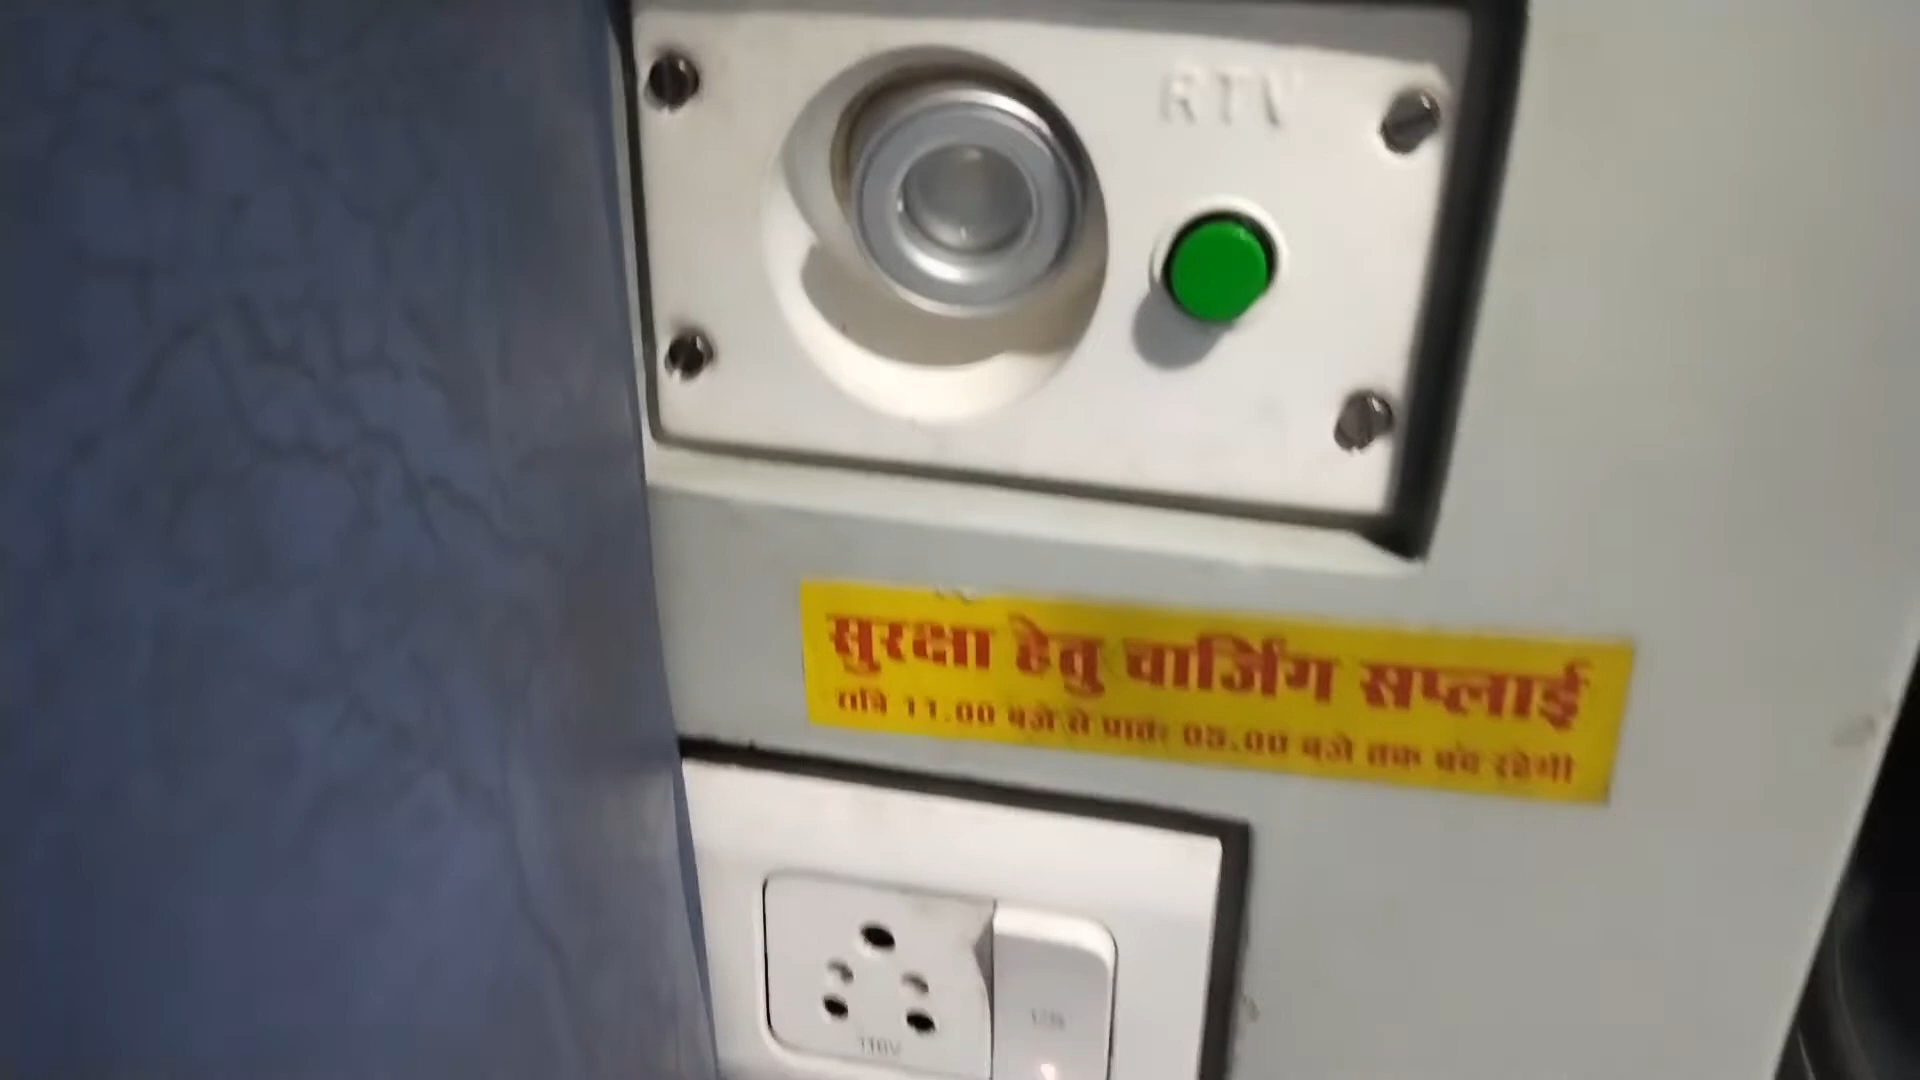 RTV
सुरक्षा हेतु चार्जिंग सप्लाई
रात्रि 11.00 बजे से प्रातः 05.00 बजे तक बंद रहेगी
110V